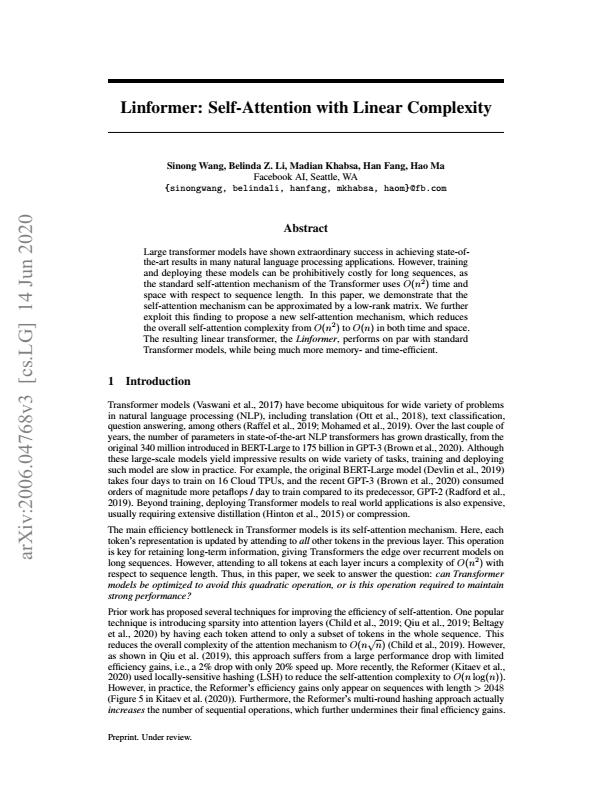 Linformer: Self-Attention with Linear Complexity
Sinong Wang, Belinda Z. Li, Madian Khabsa, Han Fang, Hao Ma
Facebook AI, Seattle, WA
{sinongwang, belindali, hanfang, mkhabsa, haom}@fb.com
Abstract
Large transformer models have shown extraordinary success in achieving state-of-
the-art results in many natural language processing applications. However, training
and deploying these models can be prohibitively costly for long sequences, as
the standard self-attention mechanism of the Transformer uses O(n²) time and
space with respect to sequence length. In this paper, we demonstrate that the
self-attention mechanism can be approximated by a low-rank matrix. We further
exploit this finding to propose a new self-attention mechanism, which reduces
the overall self-attention complexity from O(n²) to O(n) in both time and space.
The resulting linear transformer, the Linformer, performs on par with standard
Transformer models, while being much more memory- and time-efficient.
1 Introduction
Transformer models (Vaswani et al., 2017) have become ubiquitous for wide variety of problems
in natural language processing (NLP), including translation (Ott et al., 2018), text classification,
question answering, among others (Raffel et al., 2019; Mohamed et al., 2019). Over the last couple of
years, the number of parameters in state-of-the-art NLP transformers has grown drastically, from the
original 340 million introduced in BERT-Large to 175 billion in GPT-3 (Brown et al., 2020). Although
these large-scale models yield impressive results on wide variety of tasks, training and deploying
such model are slow in practice. For example, the original BERT-Large model (Devlin et al., 2019)
takes four days to train on 16 Cloud TPUs, and the recent GPT-3 (Brown et al., 2020) consumed
orders of magnitude more petaflops / day to train compared to its predecessor, GPT-2 (Radford et al.,
2019). Beyond training, deploying Transformer models to real world applications is also expensive,
usually requiring extensive distillation (Hinton et al., 2015) or compression.
The main efficiency bottleneck in Transformer models is its self-attention mechanism. Here, each
token's representation is updated by attending to all other tokens in the previous layer. This operation
is key for retaining long-term information, giving Transformers the edge over recurrent models on
long sequences. However, attending to all tokens at each layer incurs a complexity of O(n²) with
respect to sequence length. Thus, in this paper, we seek to answer the question: can Transformer
models be optimized to avoid this quadratic operation, or is this operation required to maintain
strong performance?
Prior work has proposed several techniques for improving the efficiency of self-attention. One popular
technique is introducing sparsity into attention layers (Child et al., 2019; Qiu et al., 2019; Beltagy
et al., 2020) by having each token attend to only a subset of tokens in the whole sequence. This
reduces the overall complexity of the attention mechanism to O(n√n) (Child et al., 2019). However,
as shown in Qiu et al. (2019), this approach suffers from a large performance drop with limited
efficiency gains, i.e., a 2% drop with only 20% speed up. More recently, the Reformer (Kitaev et al.,
2020) used locally-sensitive hashing (LSH) to reduce the self-attention complexity to O(n log(n)).
However, in practice, the Reformer's efficiency gains only appear on sequences with length > 2048
(Figure 5 in Kitaev et al. (2020)). Furthermore, the Reformer's multi-round hashing approach actually
increases the number of sequential operations, which further undermines their final efficiency gains.
Preprint. Under review.
arXiv:2006.04768v3 [cs.LG] 14 Jun 2020